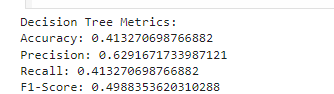 Decision Tree Metrics:
Accuracy: 0.413270698766882
Precision: 0.6291671733987121
Recall: 0.413270698766882
F1-Score: 0.4988353620310288